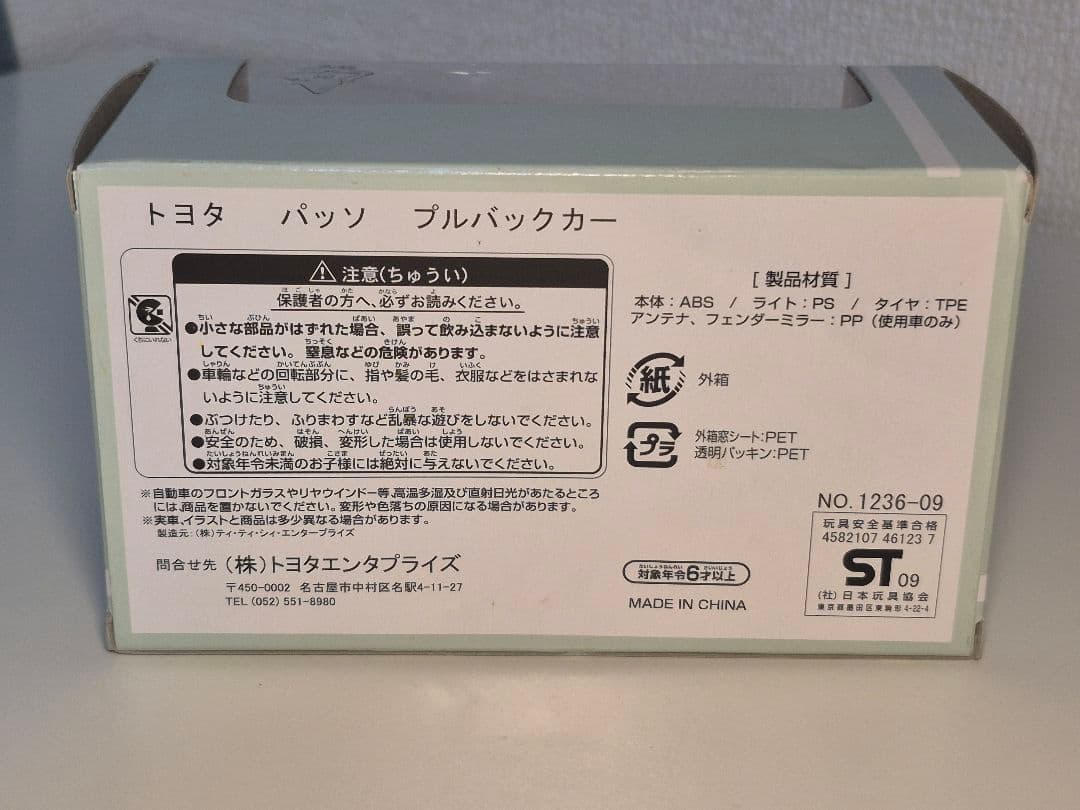 トヨタ パッソ プルバックカー
注意(ちゅうい)
保護者の方へ、必ずお読みください。
●小さな部品がはずれた場合、誤って飲み込まないように注意
してください。窒息などの危険があります。
●車輪などの回転部分に、指や髪の毛、衣服などをはさまれな
いように注意してください。
●ぶつけたり、ふりまわすなど乱暴な遊びをしないでください。
●安全のため、破損、変形した場合は使用しないでください。
●対象年令未満のお子様には絶対に与えないでください。
くちにいれない
※自動車のフロントガラスやリヤウインドー等、高温多湿及び直射日光があたるところ
には、商品を置かないでください。変形や色落ちの原因になる場合があります。
※実車、イラストと商品は多少異なる場合があります。
製造元:(株)ティ・ティ・シィ・エンタープライズ
問合せ先 (株)トヨタエンタプライズ
〒450-0002 名古屋市中村区名駅4-11-27
TEL (052) 551-8980
[ 製品材質 ]
本体:ABS / ライト:PS / タイヤ:TPE
アンテナ、フェンダーミラー:PP(使用車のみ)
紙 外箱
プラ 外箱窓シート:PET
透明パッキン:PET
対象年令6才以上
MADE IN CHINA
NO. 1236-09
玩具安全基準合格
4582107 46123 7
ST 09
(社)日本玩具協会
東京都墨田区東駒形 4-22-4